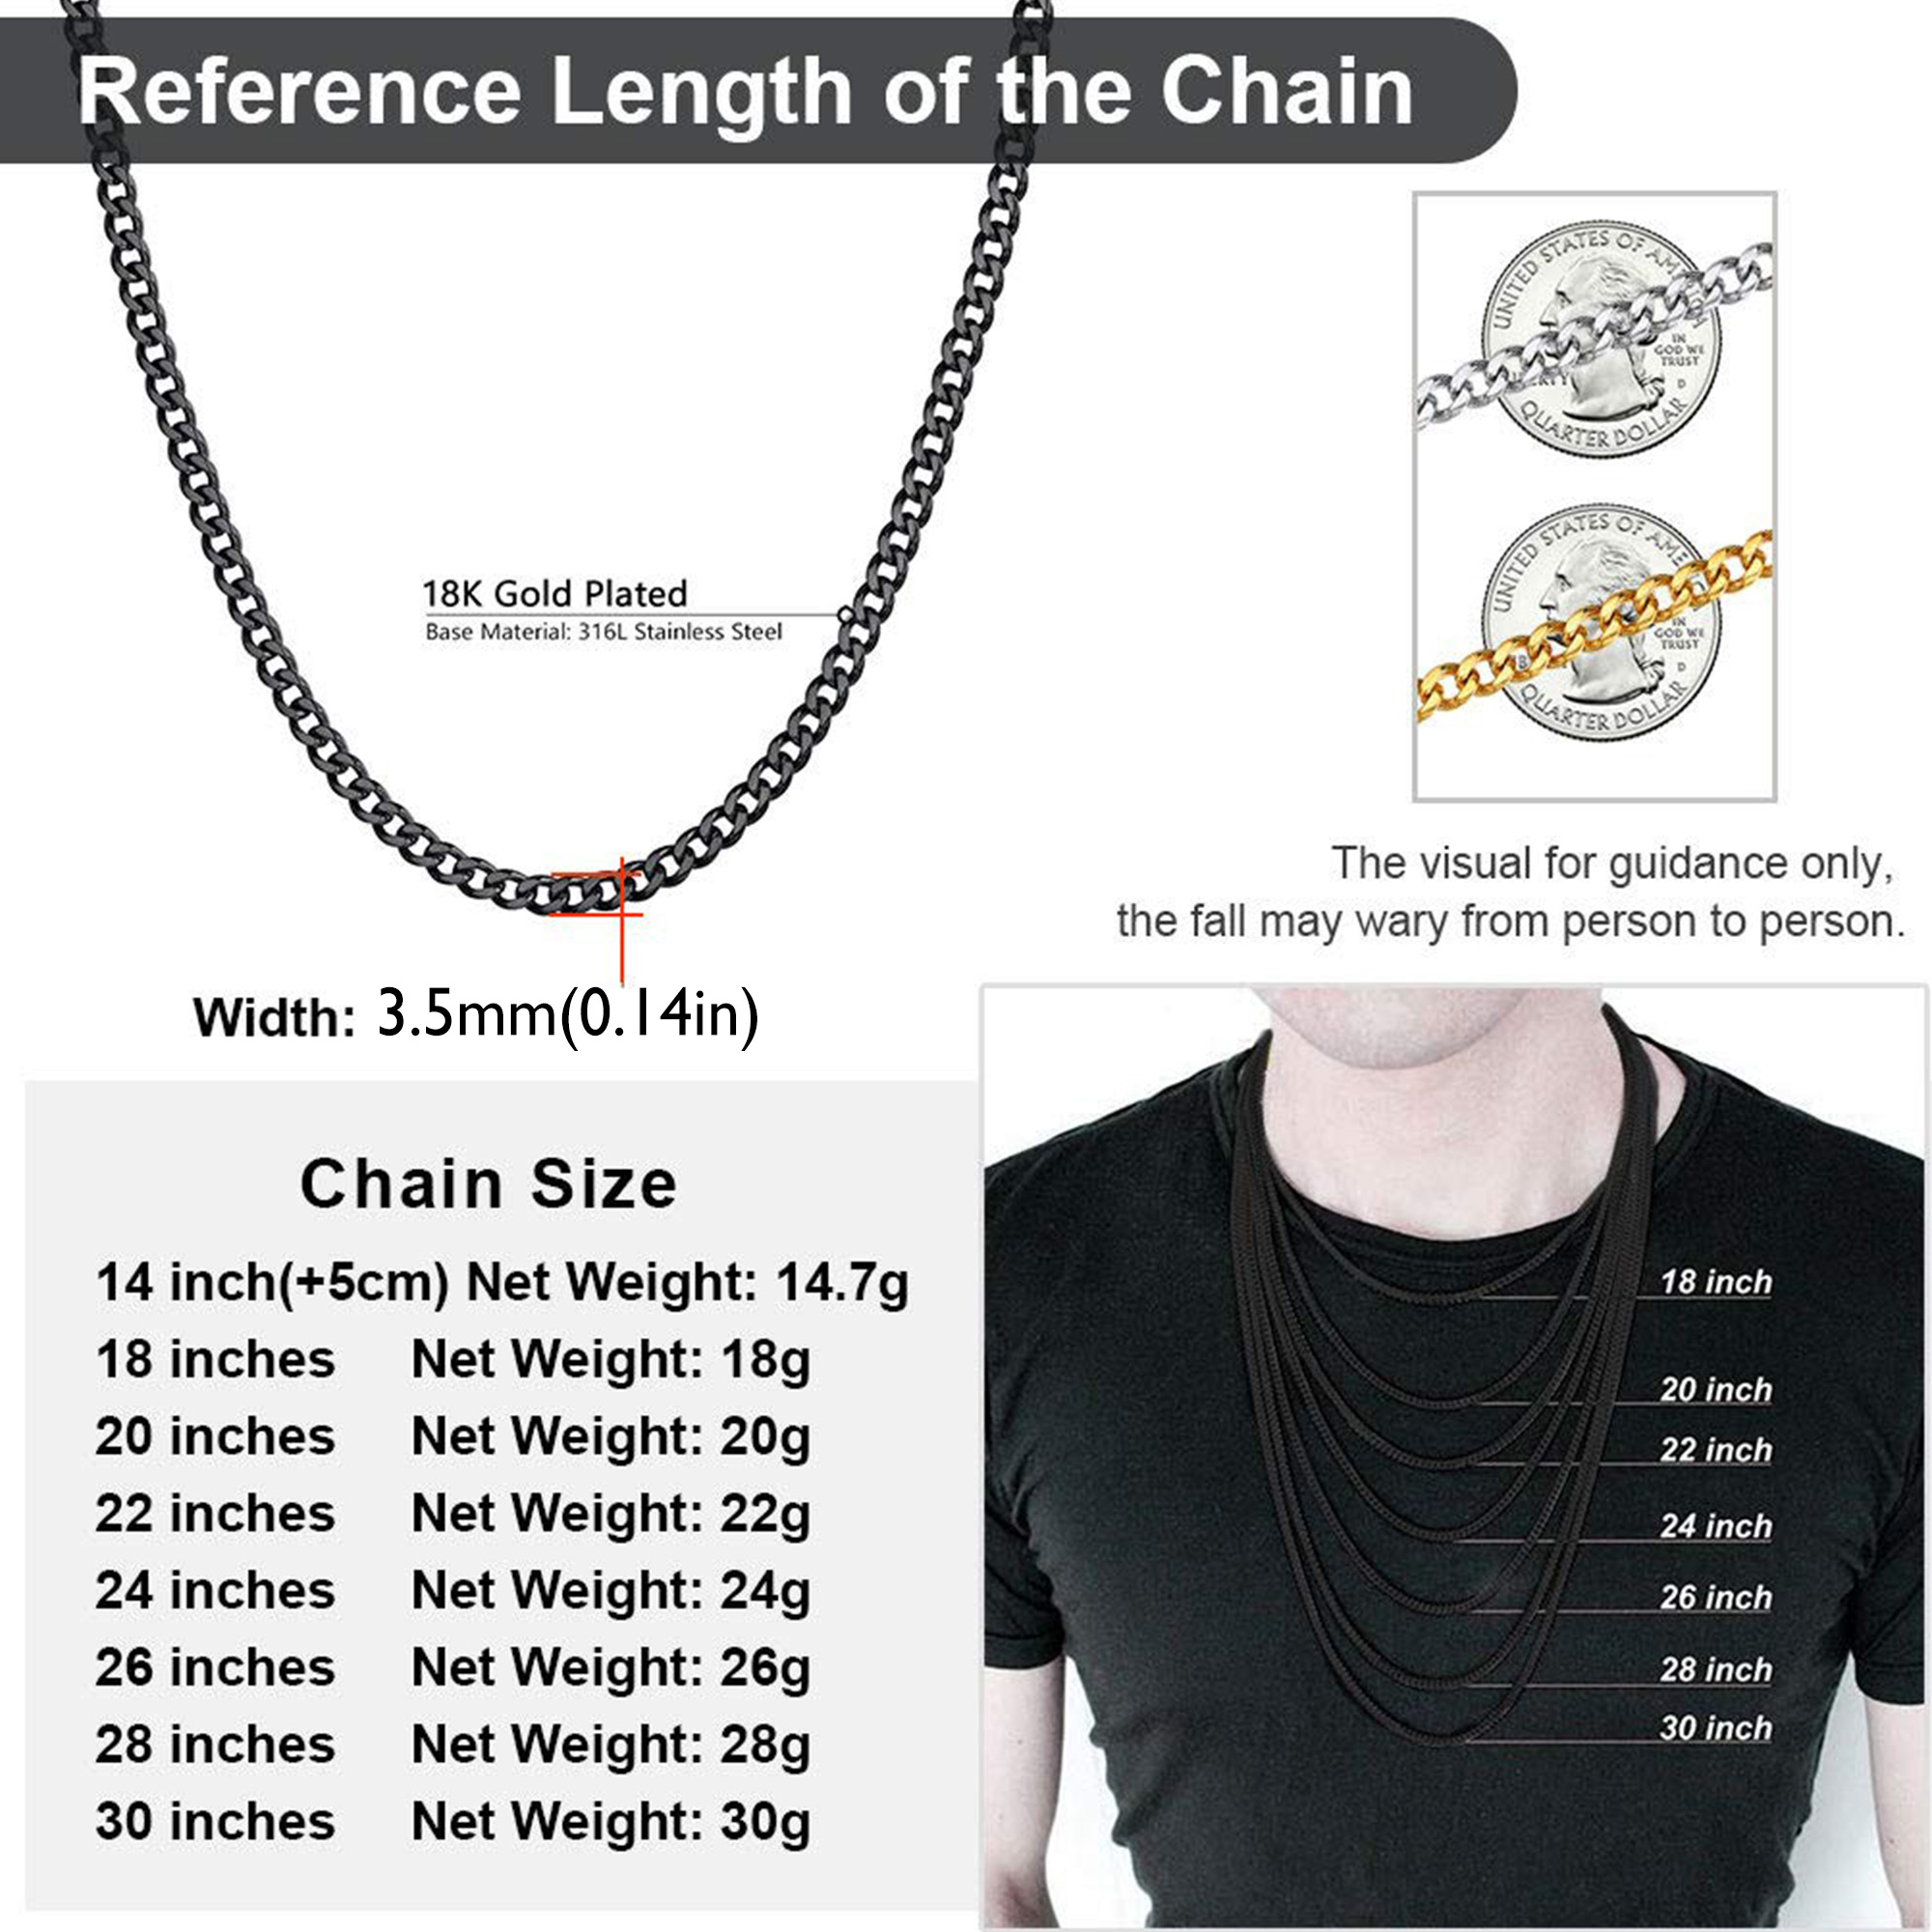 Reference Length of the Chain
UNITED STATES OF AM
IN
GOD WE
TRUST
D
QUARTER DOLLAR
18K Gold Plated
Base Material: 316L Stainless Steel
UNITED STATES OF AME
IN
GOD WE
TRUST
D
QUARTER DOLLAR
The visual for guidance only,
the fall may wary from person to person.
Width: 3.5mm(0.14in)
Chain Size
14 inch(+5cm) Net Weight: 14.7g
18 inches Net Weight: 18g
20 inches Net Weight: 20g
22 inches Net Weight: 22g
24 inches Net Weight: 24g
26 inches Net Weight: 26g
28 inches Net Weight: 28g
30 inches Net Weight: 30g
18 inch
20 inch
22 inch
24 inch
26 inch
28 inch
30 inch